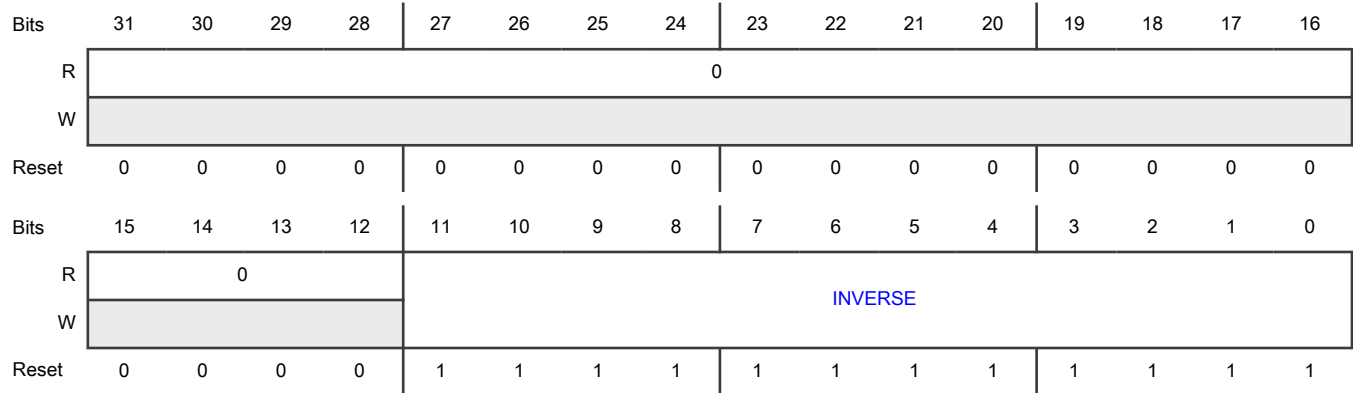 Bits 31 30 29 28 27 26 25 24 23 22 21 20 19 18 17 16
R 0
W
Reset 0 0 0 0 0 0 0 0 0 0 0 0 0 0 0 0
Bits 15 14 13 12 11 10 9 8 7 6 5 4 3 2 1 0
R 0
INVERSE
W
Reset 0 0 0 0 1 1 1 1 1 1 1 1 1 1 1 1